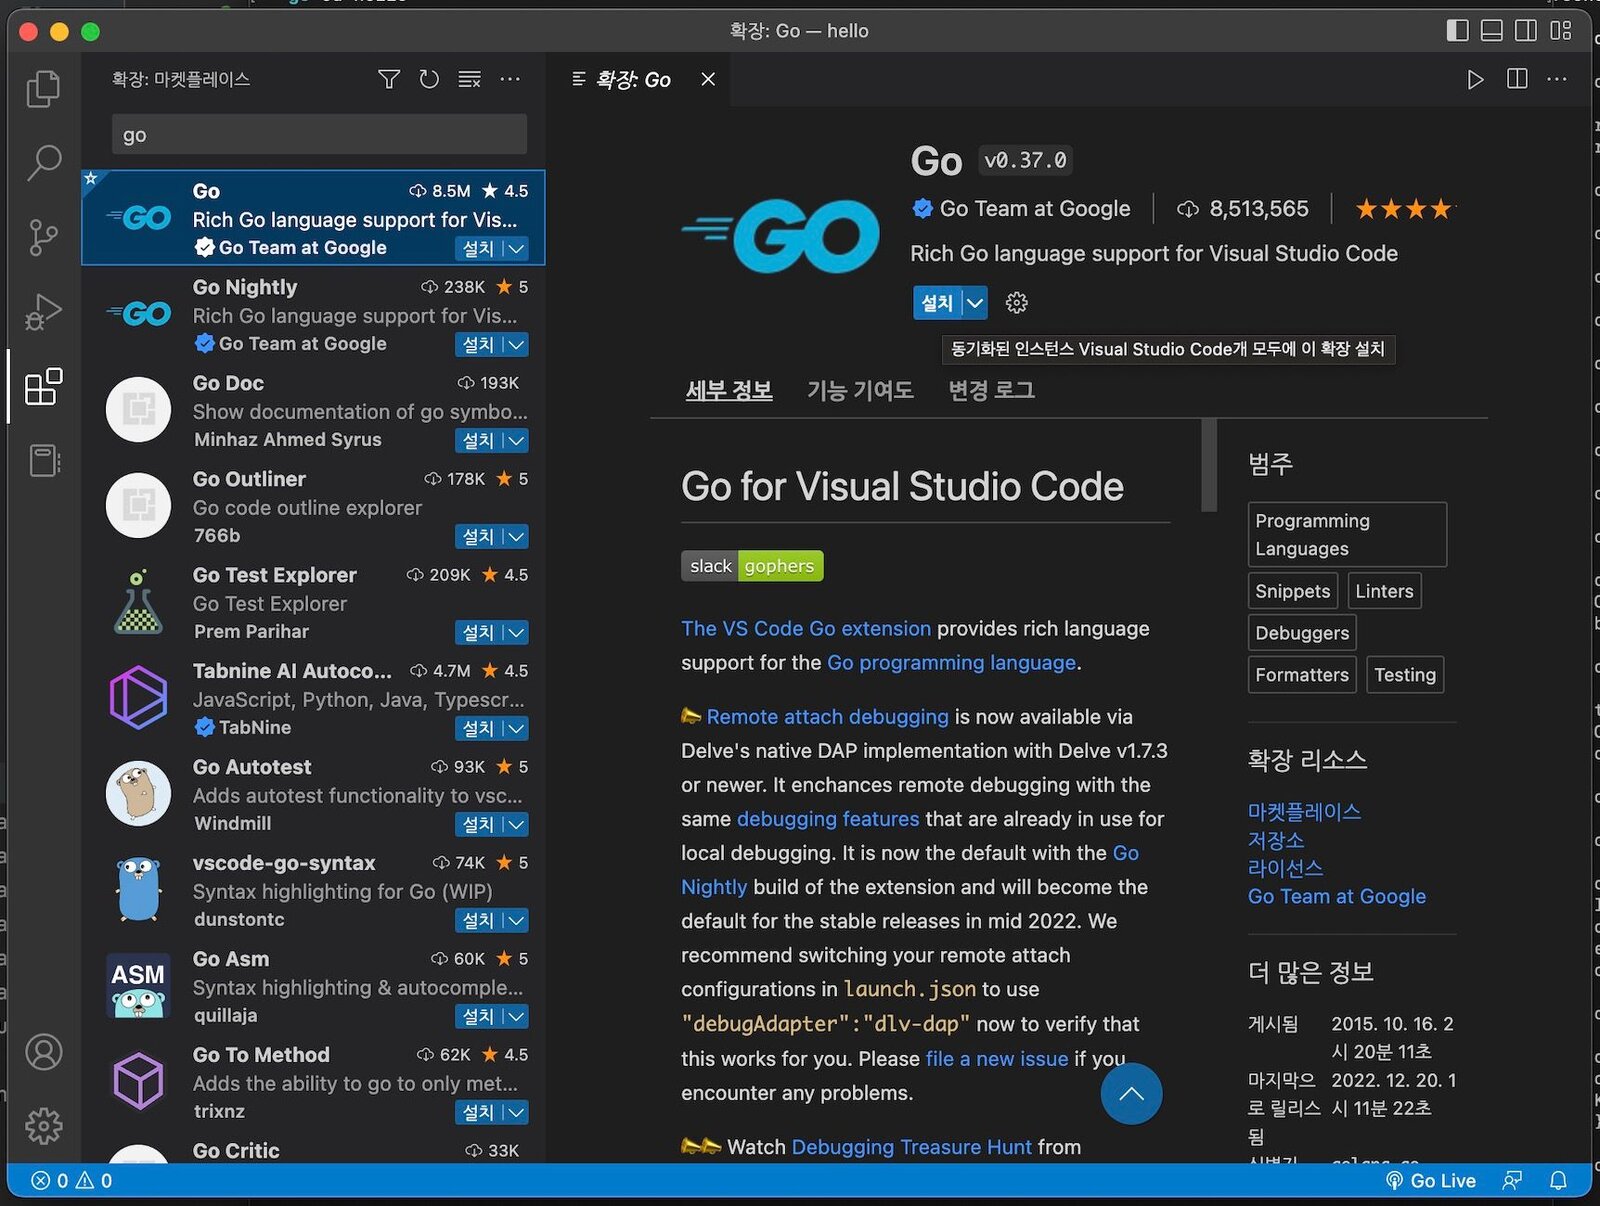 확장: Go — hello
확장: 마켓플레이스
go
Go 8.5M ★ 4.5
Rich Go language support for Vis...
Go Team at Google 설치
Go Nightly 238K ★ 5
Rich Go language support for Vis...
Go Team at Google 설치
Go Doc 193K
Show documentation of go symbo...
Minhaz Ahmed Syrus 설치
Go Outliner 178K ★ 5
Go code outline explorer
766b 설치
Go Test Explorer 209K ★ 4.5
Go Test Explorer
Prem Parihar 설치
Tabnine AI Autoco... 4.7M ★ 4.5
JavaScript, Python, Java, Typescr...
TabNine 설치
Go Autotest 93K ★ 5
Adds autotest functionality to vsc...
Windmill 설치
vscode-go-syntax 74K ★ 5
Syntax highlighting for Go (WIP)
dunstontc 설치
ASM
Go Asm 60K ★ 5
Syntax highlighting & autocomple...
quillaja 설치
Go To Method 62K ★ 4.5
Adds the ability to go to only met...
trixnz 설치
Go Critic 33K
확장: Go
GO
Go v0.37.0
Go Team at Google 8,513,565 ★★★★
Rich Go language support for Visual Studio Code
설치
동기화된 인스턴스 Visual Studio Code개 모두에 이 확장 설치
세부 정보 기능 기여도 변경 로그
Go for Visual Studio Code
slack gophers
The VS Code Go extension provides rich language
support for the Go programming language.
Remote attach debugging is now available via
Delve's native DAP implementation with Delve v1.7.3
or newer. It enchances remote debugging with the
same debugging features that are already in use for
local debugging. It is now the default with the Go
Nightly build of the extension and will become the
default for the stable releases in mid 2022. We
recommend switching your remote attach
configurations in launch.json to use
"debugAdapter":"dlv-dap" now to verify that
this works for you. Please file a new issue if you
encounter any problems.
Watch Debugging Treasure Hunt from
범주
Programming
Languages
Snippets Linters
Debuggers
Formatters Testing
확장 리소스
마켓플레이스
저장소
라이선스
Go Team at Google
더 많은 정보
게시됨 2015. 10. 16. 2
시 20분 11초
마지막으 2022. 12. 20. 1
로 릴리스 시 11분 22초
됨
0 0
Go Live